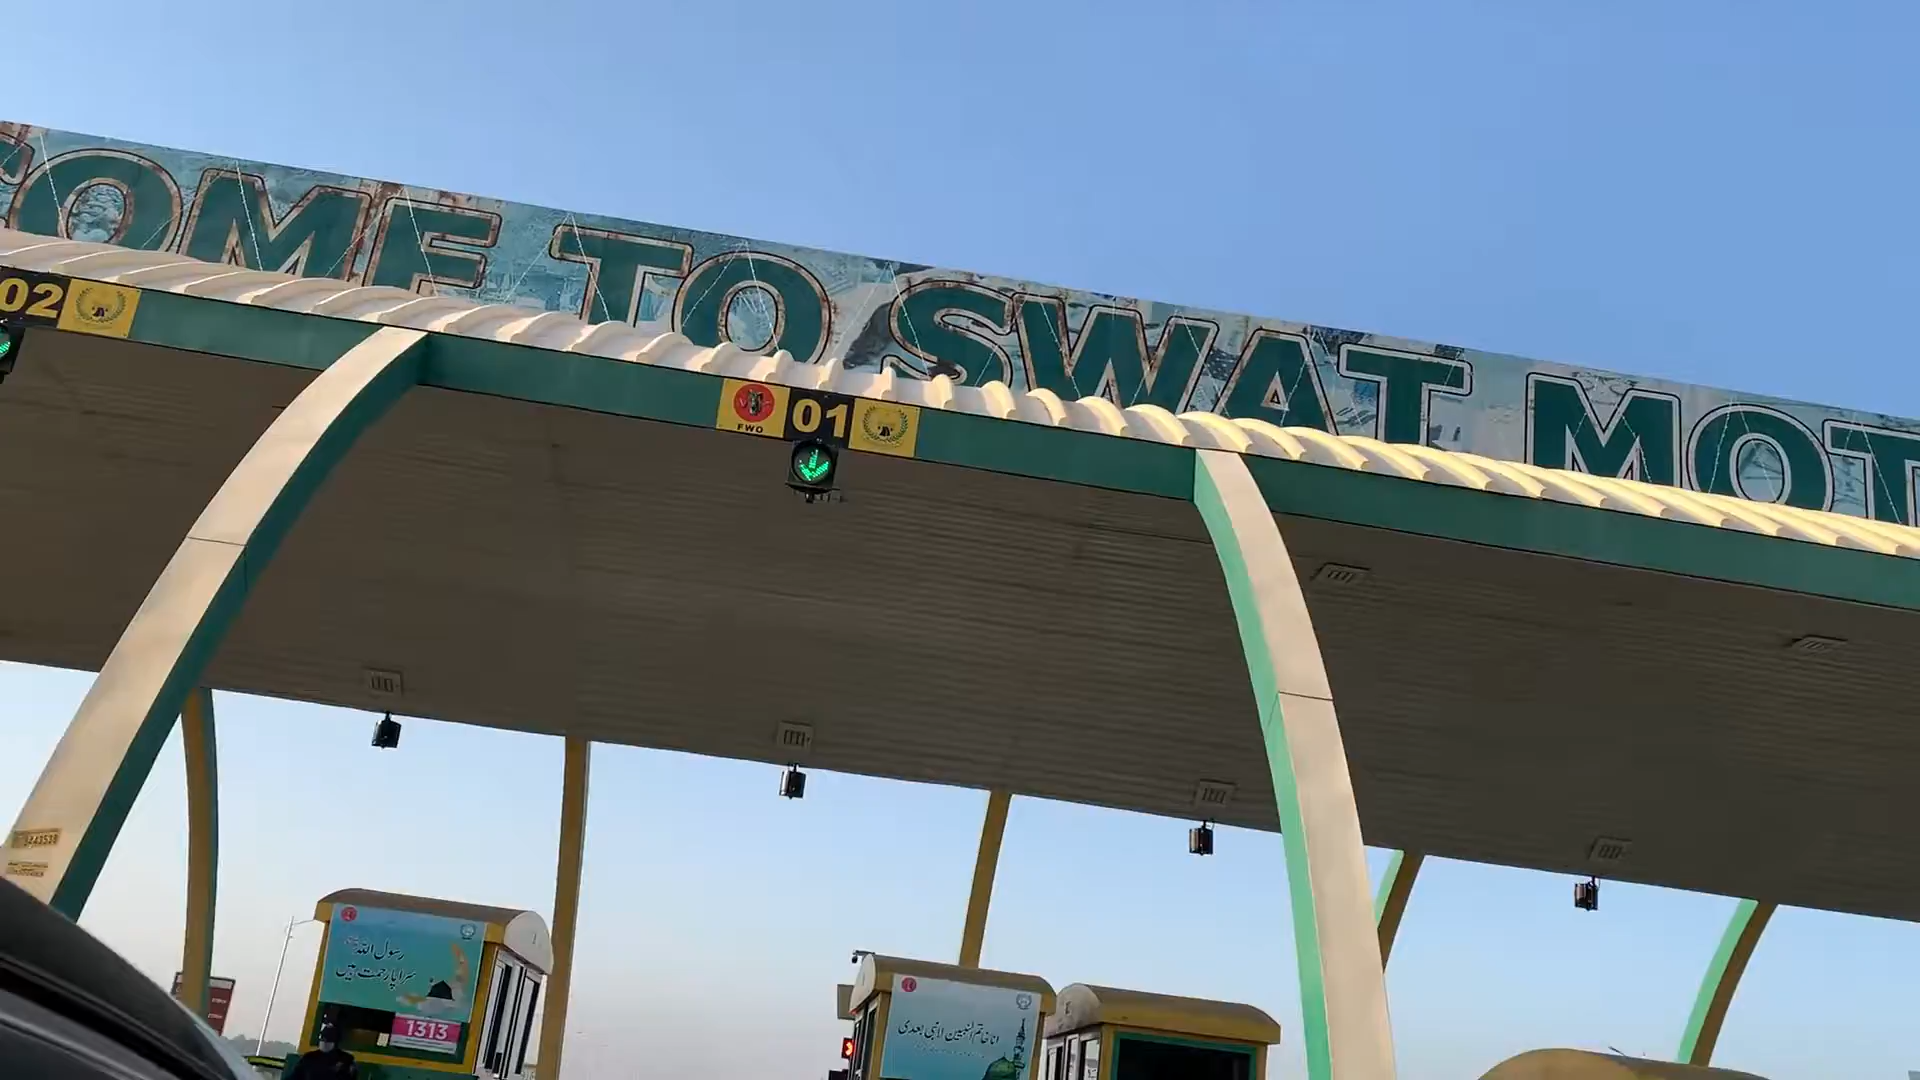 COME TO SWAT MOT
02
FWO
01
رسول اللہ
سراپا رحمت ہیں
1313
انا خاتم النبیین لا نبی بعدی